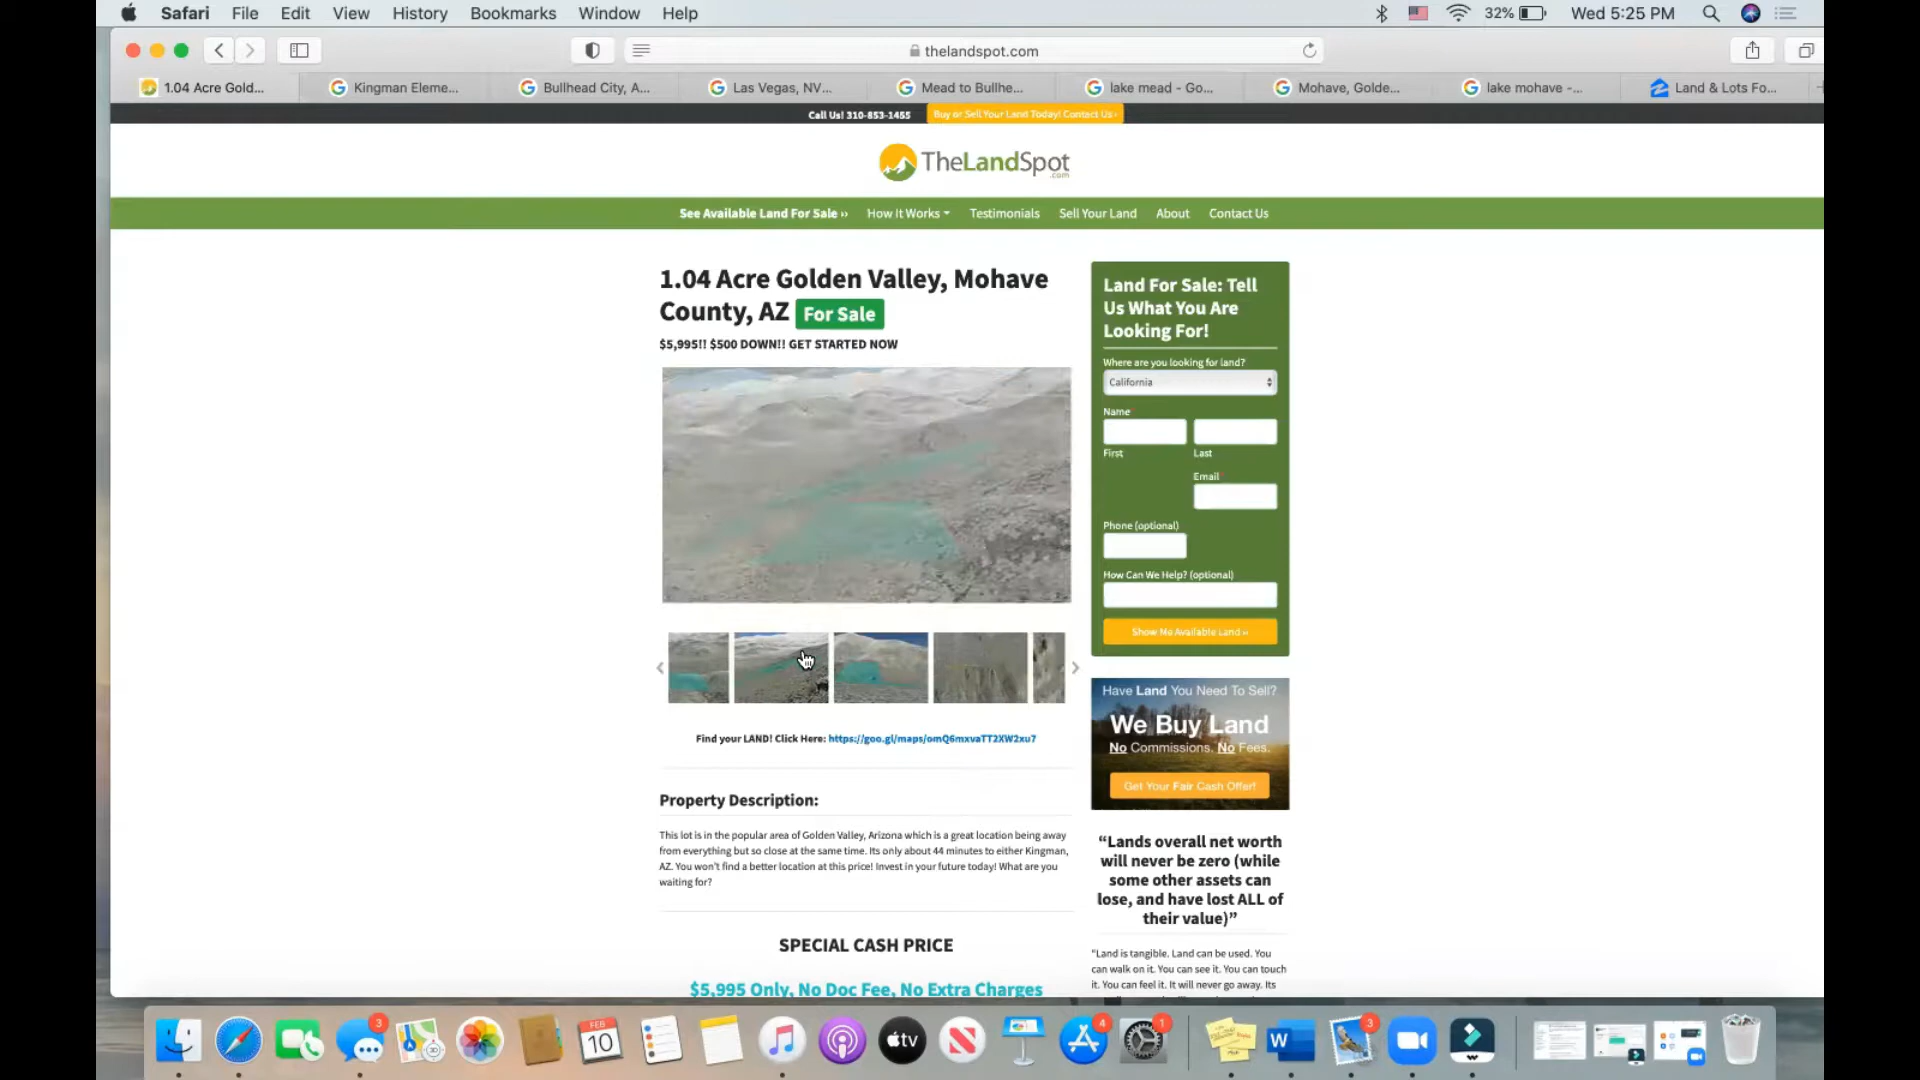 Safari File Edit View History Bookmarks Window Help 32% Wed 5:25 PM
thelandspot.com
1.04 Acre Gold... Kingman Eleme... Bullhead City, A... Las Vegas, NV... Mead to Bullhe... lake mead - Go... Mohave, Golde... lake mohave -... Land & Lots Fo...
Call Us! 310-853-1455 Buy or Sell Your Land Today! Contact Us ›
TheLandSpot
.com
See Available Land For Sale ›› How It Works Testimonials Sell Your Land About Contact Us
1.04 Acre Golden Valley, Mohave
County, AZ For Sale
$5,995!! $500 DOWN!! GET STARTED NOW
Find your LAND! Click Here: https://goo.gl/maps/omQ6mxvaTT2XW2xu7
Property Description:
This lot is in the popular area of Golden Valley, Arizona which is a great location being away
from everything but so close at the same time. Its only about 44 minutes to either Kingman,
AZ. You won't find a better location at this price! Invest in your future today! What are you
waiting for?
SPECIAL CASH PRICE
$5,995 Only, No Doc Fee, No Extra Charges
Land For Sale: Tell
Us What You Are
Looking For!
Where are you looking for land?
California
Name
First Last
Email
Phone (optional)
How Can We Help? (optional)
Show Me Available Land ››
Have Land You Need To Sell?
We Buy Land
No Commissions. No Fees.
Get Your Fair Cash Offer!
“Lands overall net worth
will never be zero (while
some other assets can
lose, and have lost ALL of
their value)”
“Land is tangible. Land can be used. You
can walk on it. You can see it. You can touch
it. You can feel it. It will never go away. Its
3 FEB 10 tv 4 1 W 3